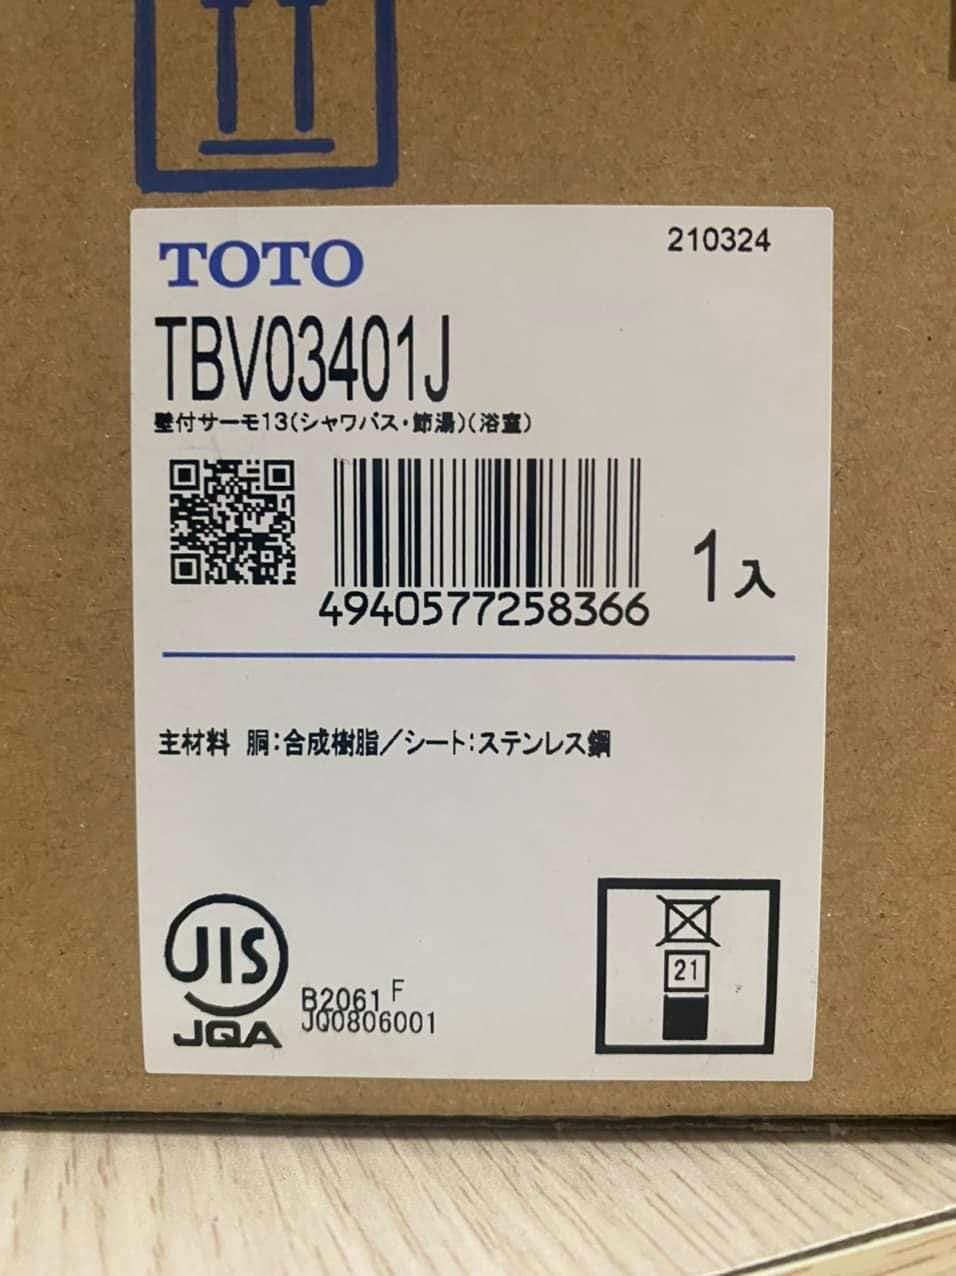 TOTO
210324
TBV03401J
壁付サーモ13(シャワバス・節湯)(浴室)
4940577258366
1入
主材料 胴:合成樹脂/シート:ステンレス鋼
JIS
JQA
B2061 F
JQ0806001
21